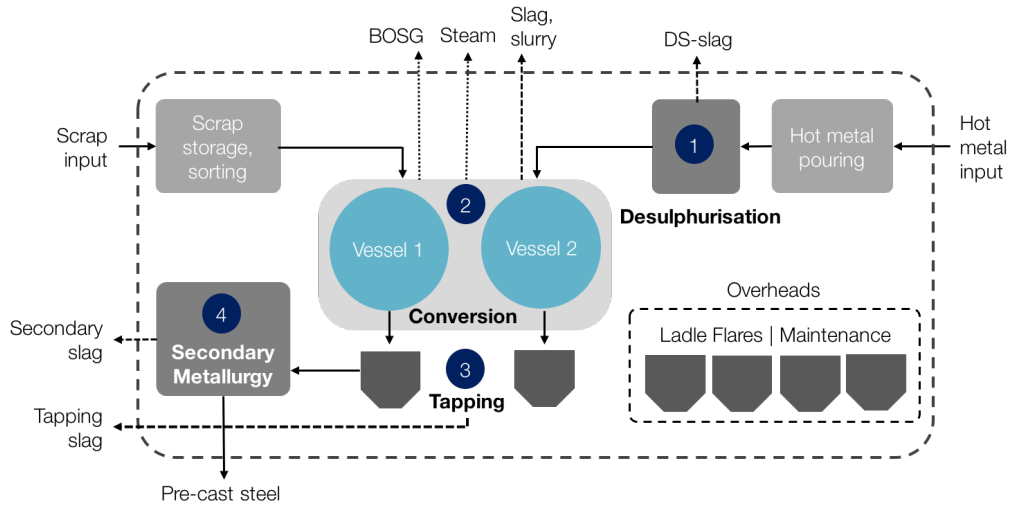 BOSG
Steam
Slag,
slurry
DS-slag
Scrap
input
Scrap
storage,
sorting
1
Hot metal
pouring
Hot
metal
input
2
Desulphurisation
Vessel 1
Vessel 2
Conversion
Overheads
Ladle Flares | Maintenance
4
Secondary
Metallurgy
Secondary
slag
3
Tapping
Tapping
slag
Pre-cast steel